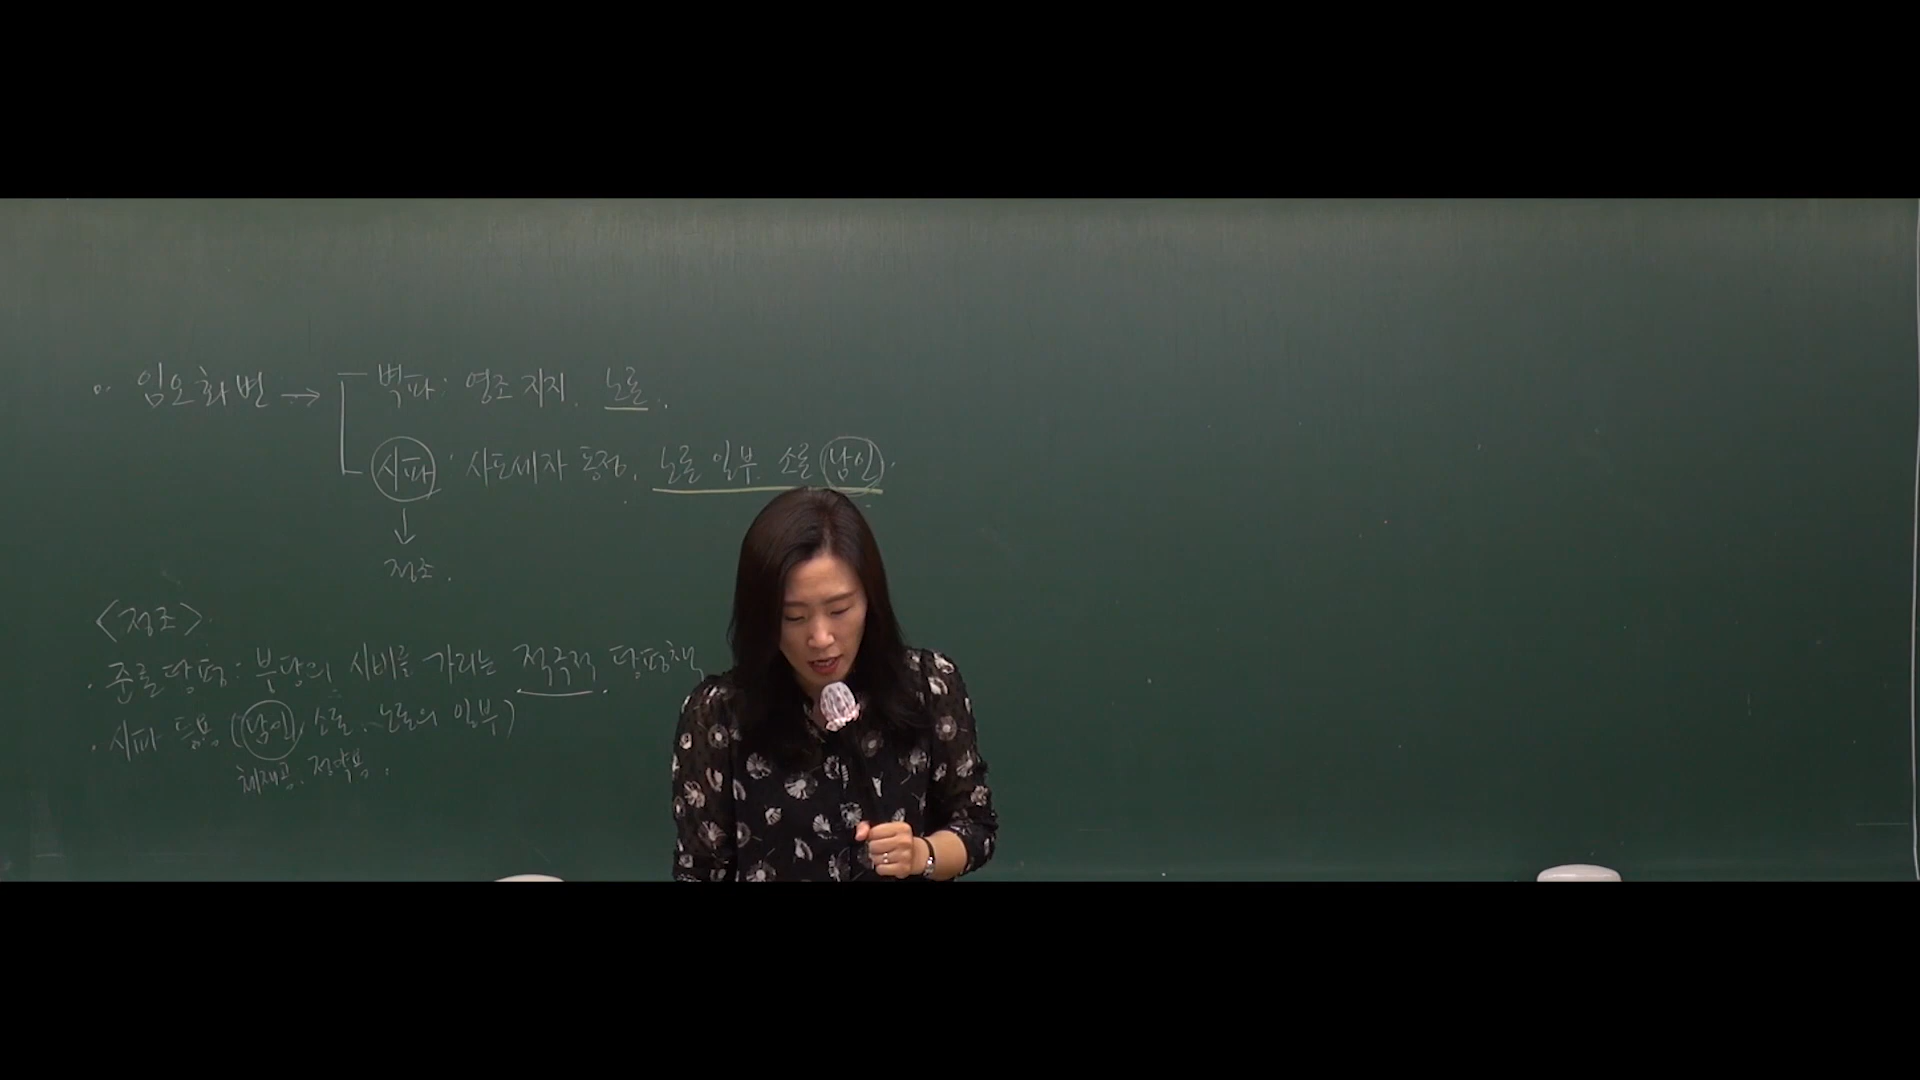 임오화변 → 벽파: 영조 지지. 노론.
시파: 사도세자 동정. 노론 일부. 소론 남인.
↓
정조.
<정조>
· 준론탕평: 붕당의 시비를 가리는 적극적 탕평책
· 시파 등용 (남인, 소론, 노론의 일부)
채제공. 정약용.